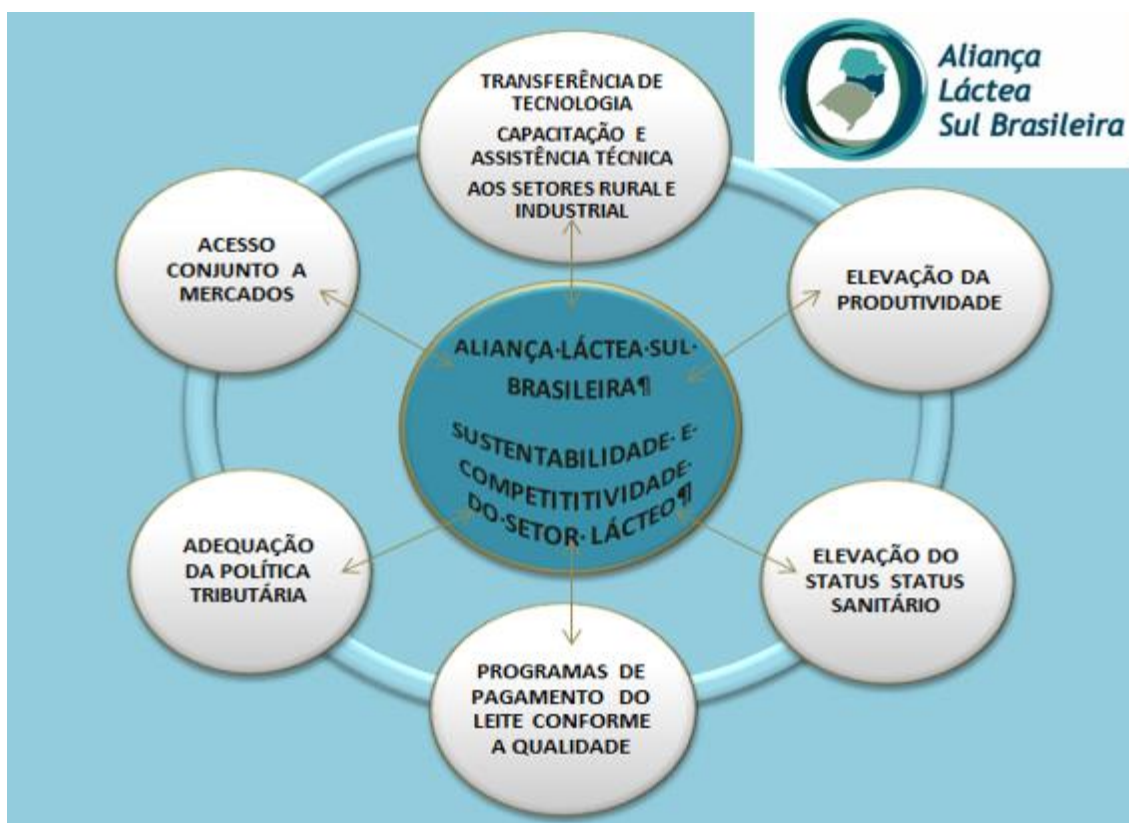 Aliança
Láctea
Sul Brasileira
TRANSFERÊNCIA DE
TECNOLOGIA
CAPACITAÇÃO E
ASSISTÊNCIA TÉCNICA
AOS SETORES RURAL E
INDUSTRIAL
ACESSO
CONJUNTO A
MERCADOS
ELEVAÇÃO DA
PRODUTIVIDADE
ALIANÇA·LÁCTEA·SUL·
BRASILEIRA¶
SUSTENTABILIDADE·E·
COMPETITITIVIDADE·
DO·SETOR·LÁCTEO¶
ADEQUAÇÃO
DA POLÍTICA
TRIBUTÁRIA
ELEVAÇÃO DO
STATUS STATUS
SANITÁRIO
PROGRAMAS DE
PAGAMENTO DO
LEITE CONFORME
A QUALIDADE